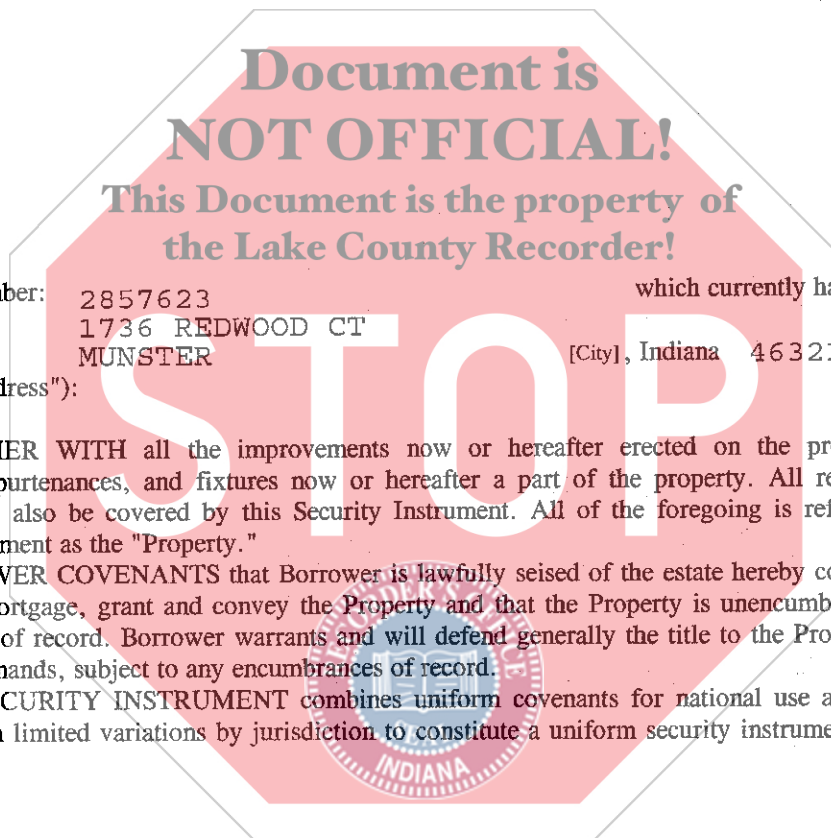 Document is
NOT OFFICIAL!
This Document is the property of
the Lake County Recorder!
ber: 2857623 which currently ha
1736 REDWOOD CT
MUNSTER [City], Indiana 4632
dress"):
STOP
ER WITH all the improvements now or hereafter erected on the pr
purtenances, and fixtures now or hereafter a part of the property. All re
also be covered by this Security Instrument. All of the foregoing is ref
ment as the "Property."
WER COVENANTS that Borrower is lawfully seised of the estate hereby co
ortgage, grant and convey the Property and that the Property is unencumb
of record. Borrower warrants and will defend generally the title to the Pro
nands, subject to any encumbrances of record.
CURITY INSTRUMENT combines uniform covenants for national use a
limited variations by jurisdiction to constitute a uniform security instrume
RECORDER'S OFFICE
SEAL
INDIANA